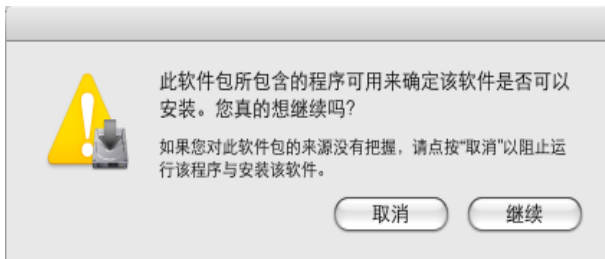 此软件包所包含的程序可用来确定该软件是否可以
安装。您真的想继续吗?
如果您对此软件包的来源没有把握，请点按“取消”以阻止运
行该程序与安装该软件。
取消
继续